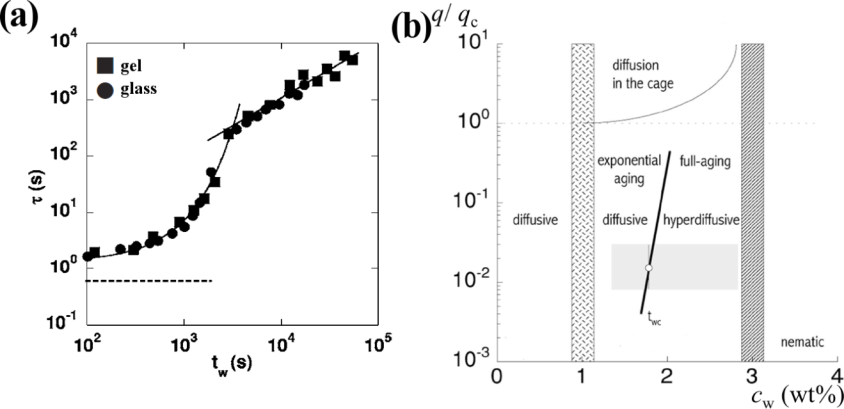 (a)
10⁴
10³
10²
10¹
10⁰
10⁻¹
τ (s)
gel
glass
10² 10³ 10⁴ 10⁵
t_w (s)
(b)
q/ q_c
10¹
10⁰
10⁻¹
10⁻²
10⁻³
diffusion
in the cage
exponential
aging
full-aging
diffusive
diffusive
hyperdiffusive
t_wc
nematic
0 1 2 3 4
c_w (wt%)